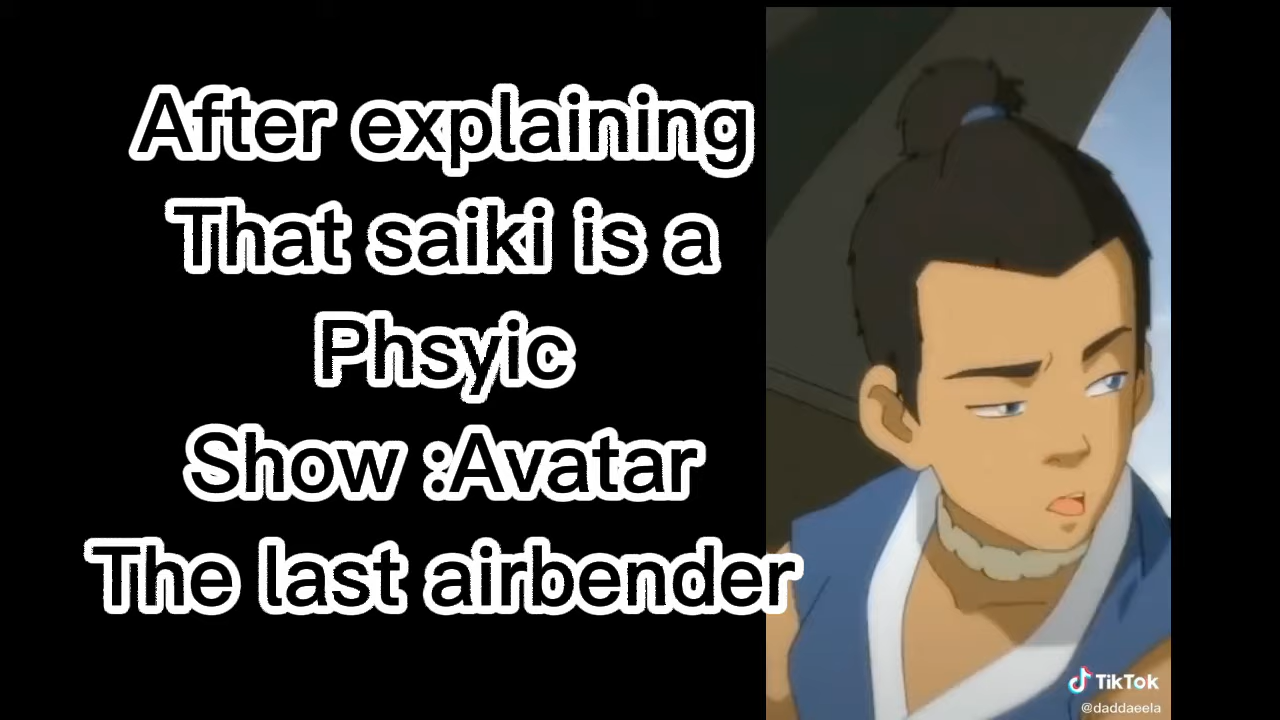 After explaining
That saiki is a
Phsyic
Show :Avatar
The last airbender
TikTok
@daddaeela